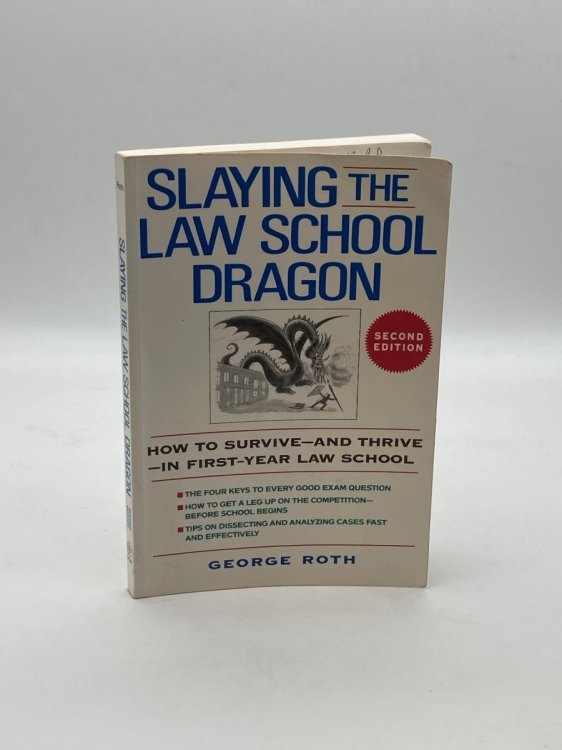 SLAYING THE
LAW SCHOOL
DRAGON
SECOND
EDITION
HOW TO SURVIVE—AND THRIVE
—IN FIRST-YEAR LAW SCHOOL
THE FOUR KEYS TO EVERY GOOD EXAM QUESTION
HOW TO GET A LEG UP ON THE COMPETITION—
BEFORE SCHOOL BEGINS
TIPS ON DISSECTING AND ANALYZING CASES FAST
AND EFFECTIVELY
GEORGE ROTH
SLAYING THE LAW SCHOOL DRAGON